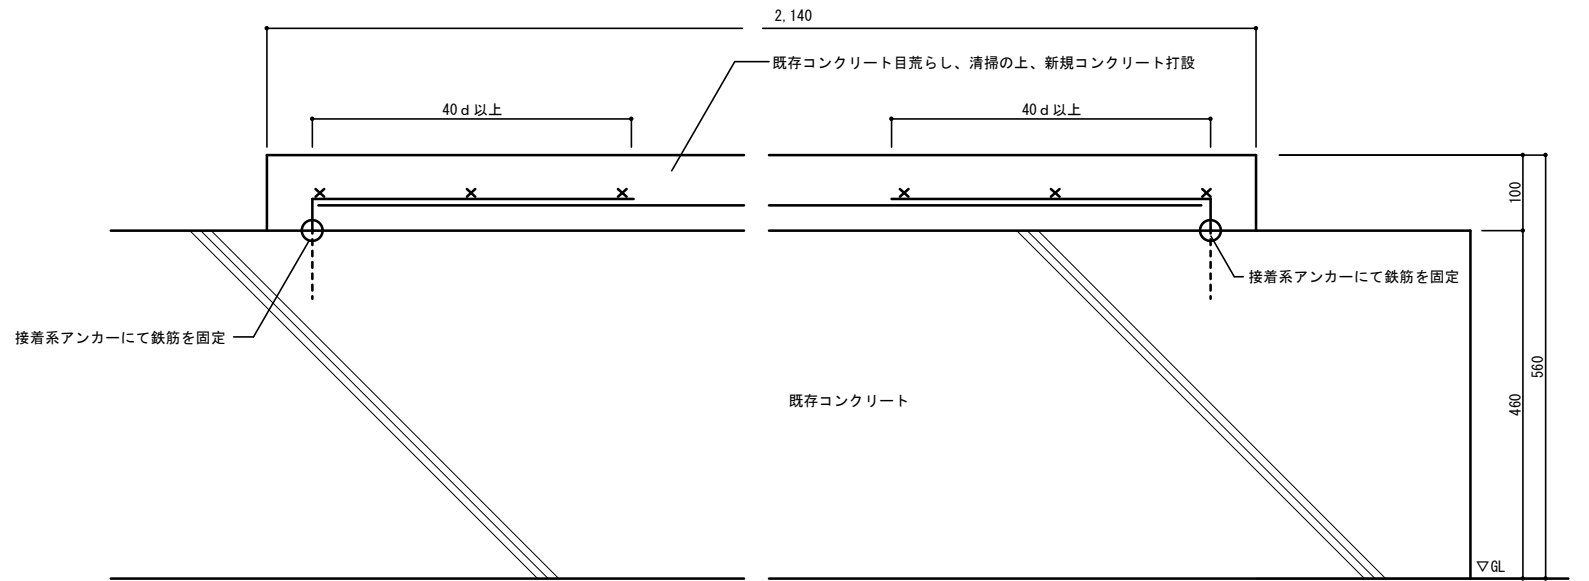 2,140
既存コンクリート目荒らし、清掃の上、新規コンクリート打設
40ｄ以上
40ｄ以上
100
接着系アンカーにて鉄筋を固定
接着系アンカーにて鉄筋を固定
560
460
既存コンクリート
▽GL